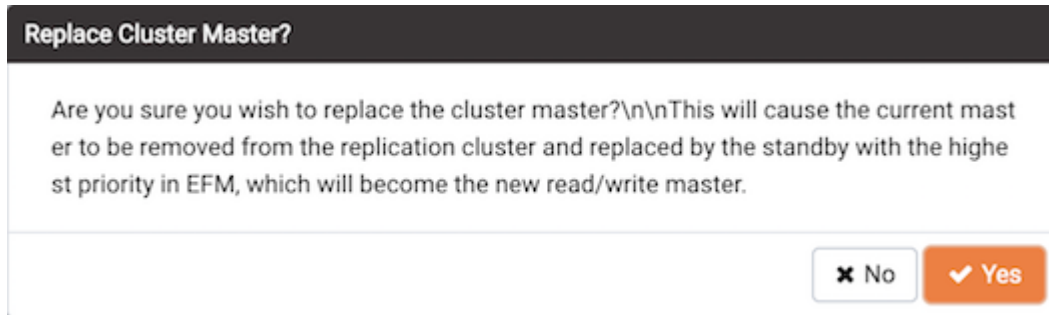 Replace Cluster Master?
Are you sure you wish to replace the cluster master?\n\nThis will cause the current mast
er to be removed from the replication cluster and replaced by the standby with the highe
st priority in EFM, which will become the new read/write master.
No
Yes